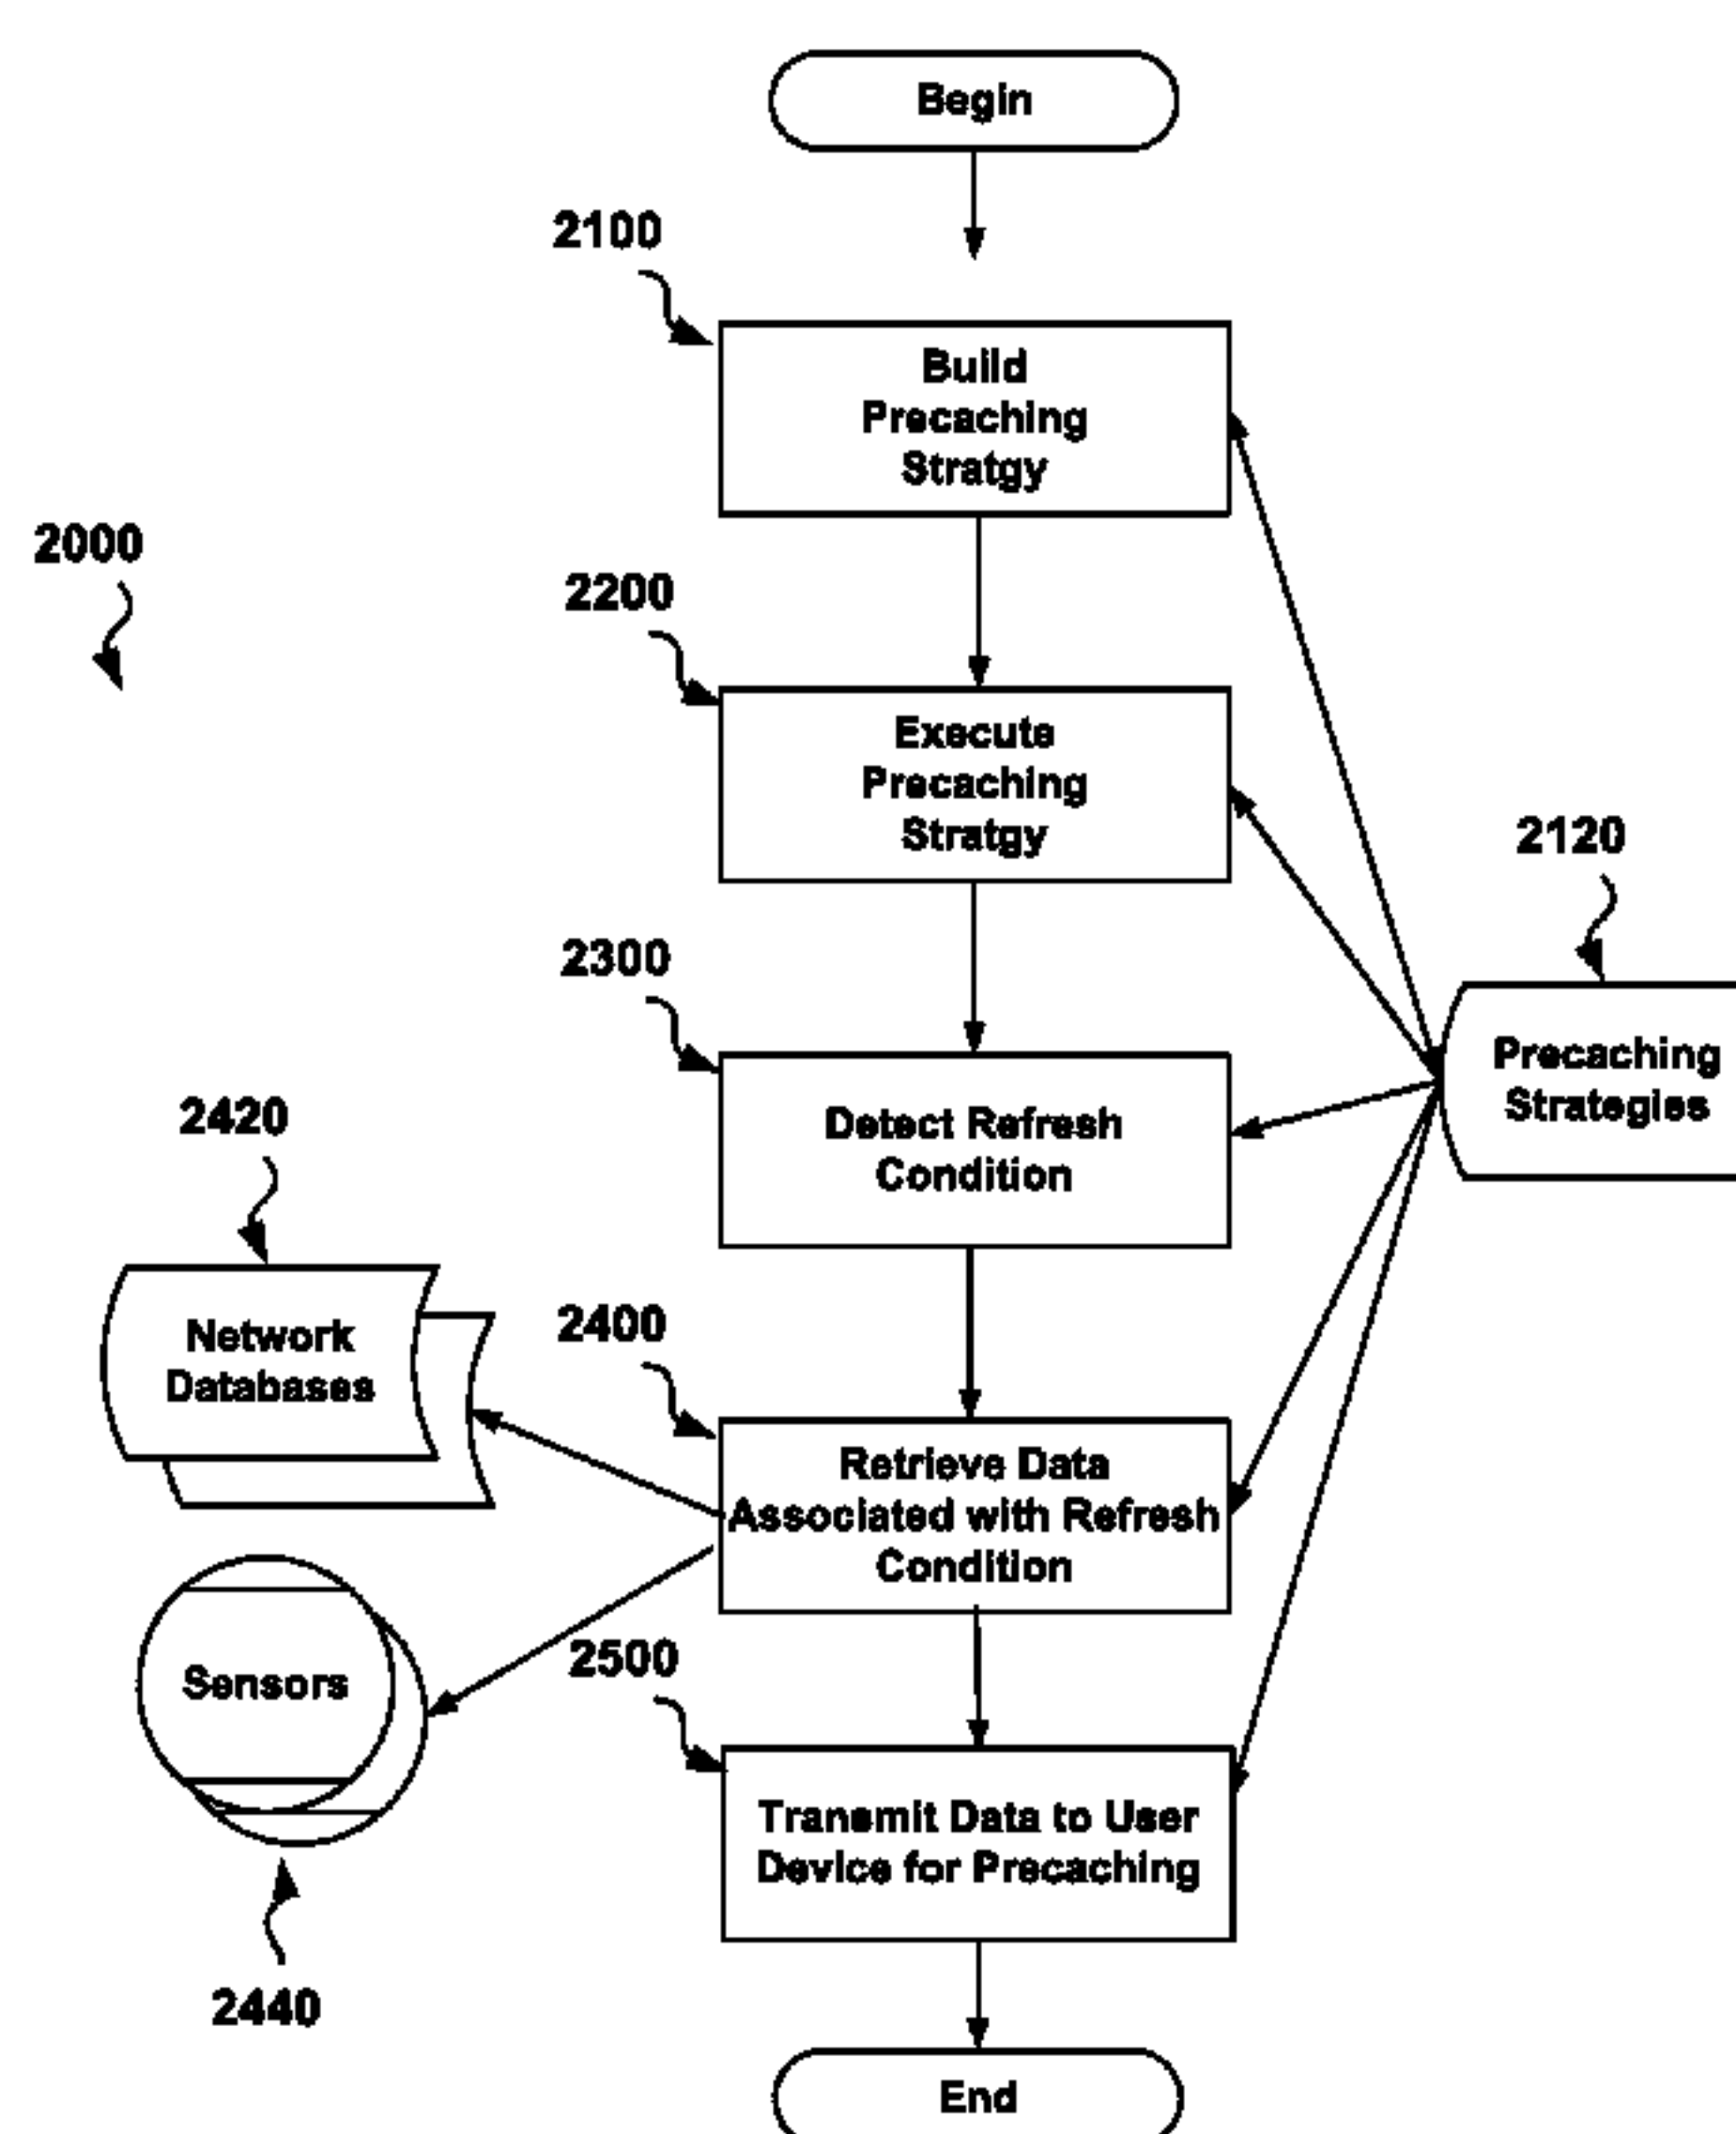 Begin
2100
Build
Precaching
Stratgy
2000
2200
Execute
Precaching
Stratgy
2120
Precaching
Strategies
2300
Detect Refresh
Condition
2420
Network
Databases
2400
Retrieve Data
Associated with Refresh
Condition
Sensors
2440
2500
Transmit Data to User
Device for Precaching
End